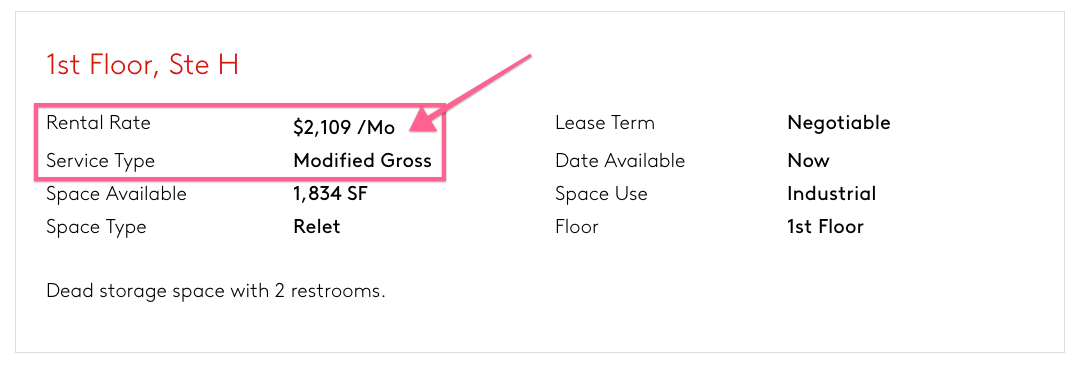 1st Floor, Ste H
Rental Rate $2,109 /Mo Lease Term Negotiable
Service Type Modified Gross Date Available Now
Space Available 1,834 SF Space Use Industrial
Space Type Relet Floor 1st Floor
Dead storage space with 2 restrooms.